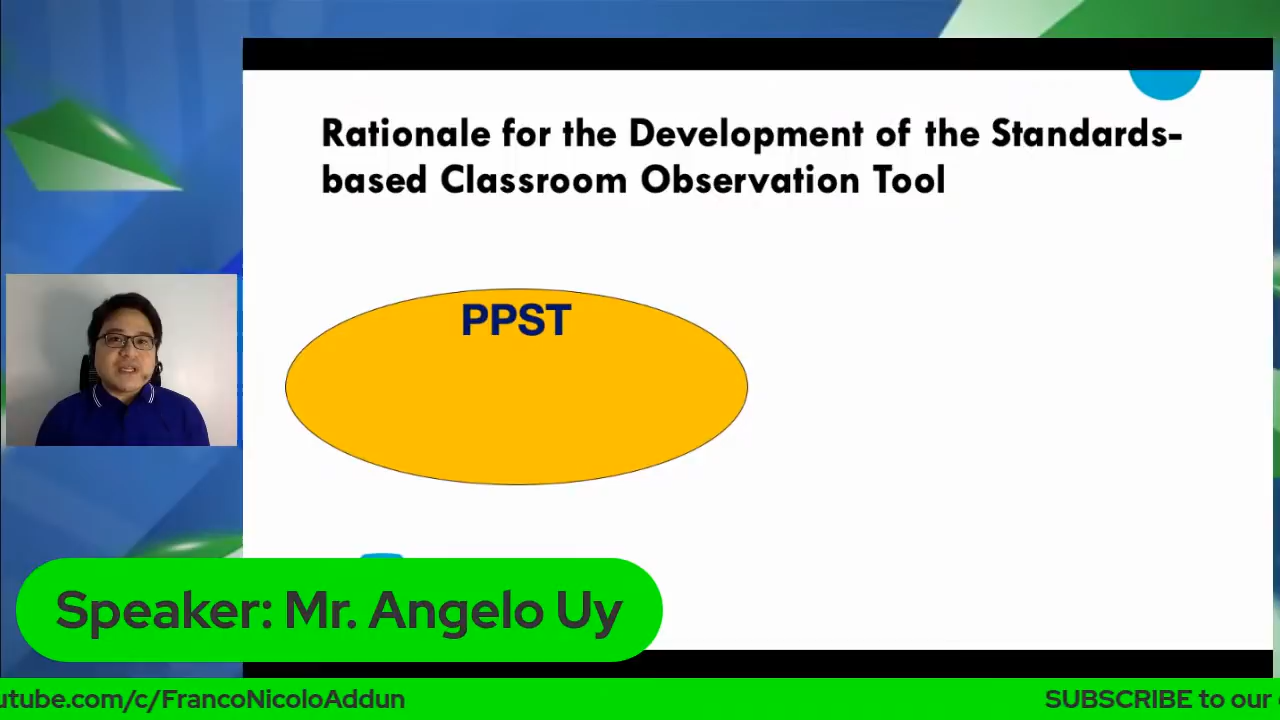 Rationale for the Development of the Standards-
based Classroom Observation Tool
PPST
Speaker: Mr. Angelo Uy
utube.com/c/FrancoNicoloAddun
SUBSCRIBE to our